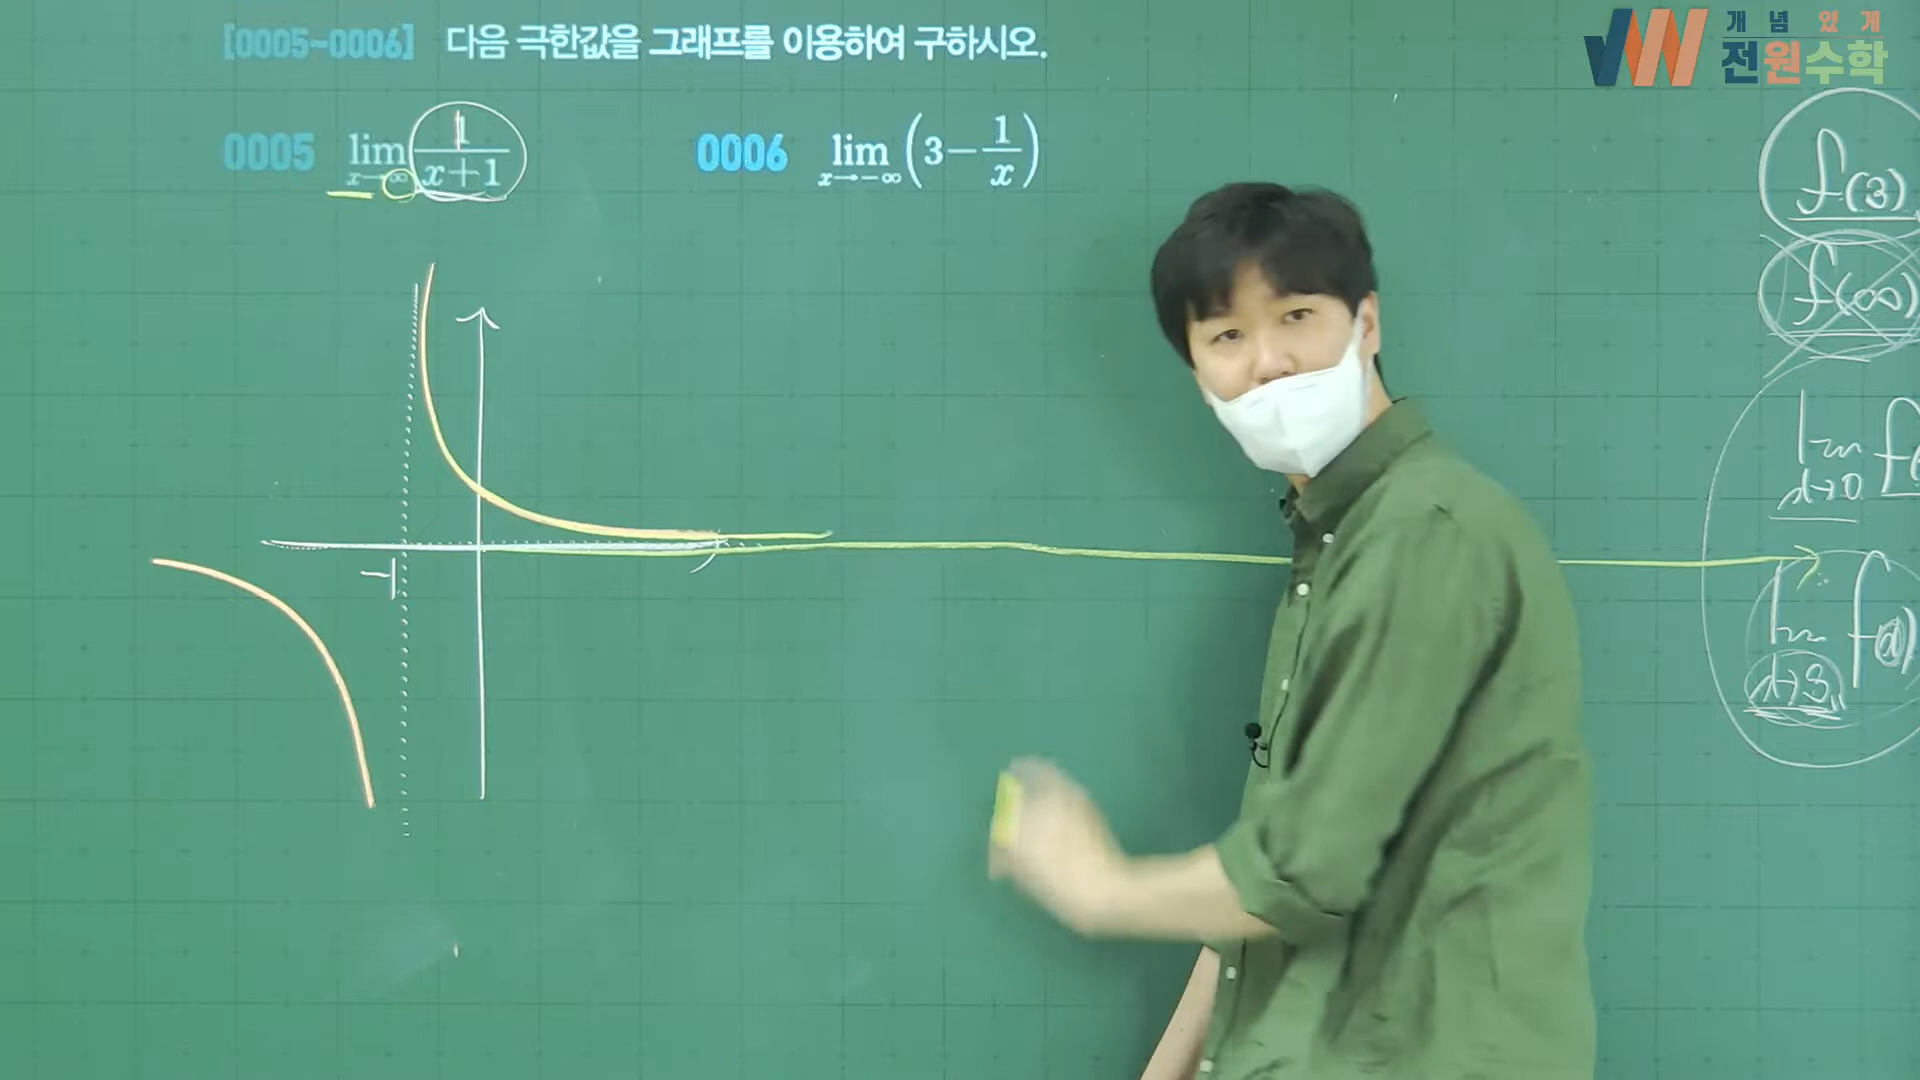 개념 있게
전원수학
[0005~0006] 다음 극한값을 그래프를 이용하여 구하시오.
0005 lim x→∞ 1/(x+1)
0006 lim x→-∞ (3-1/x)
f(3)
f(∞)
lim x→0 f(
-1
lim x→3 f(x)